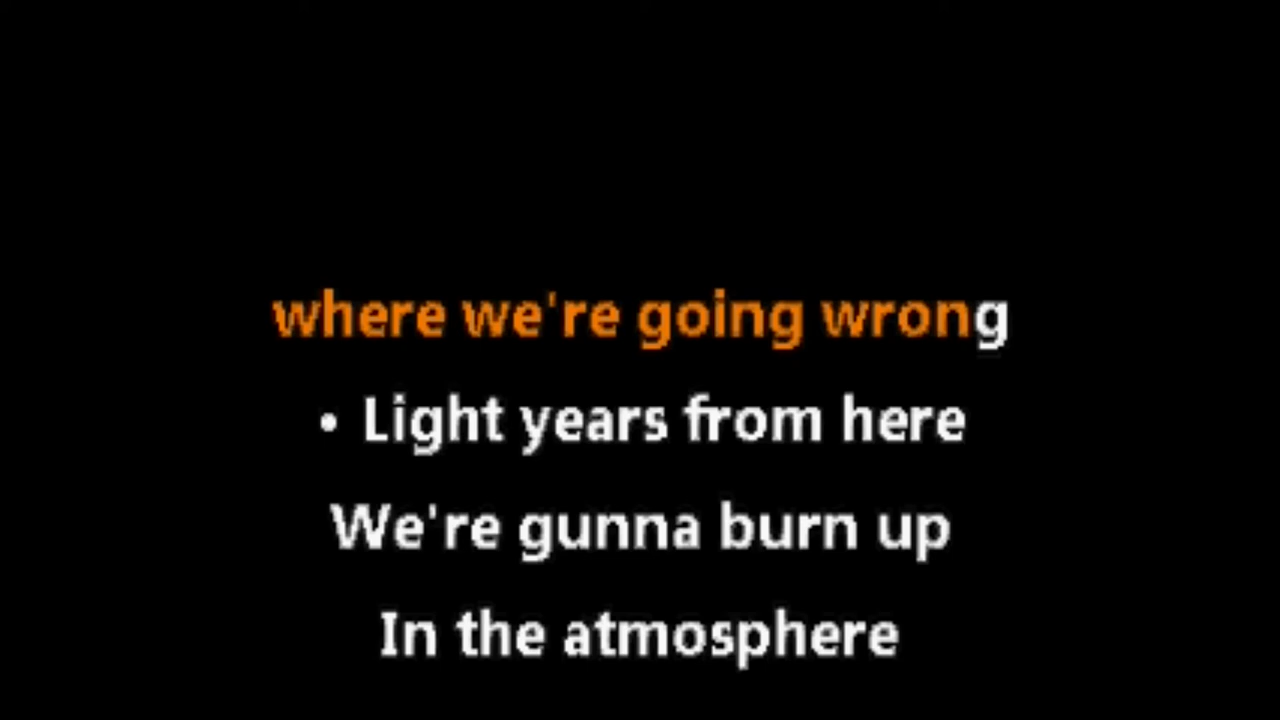 where we're going wrong
• Light years from here
We're gunna burn up
In the atmosphere